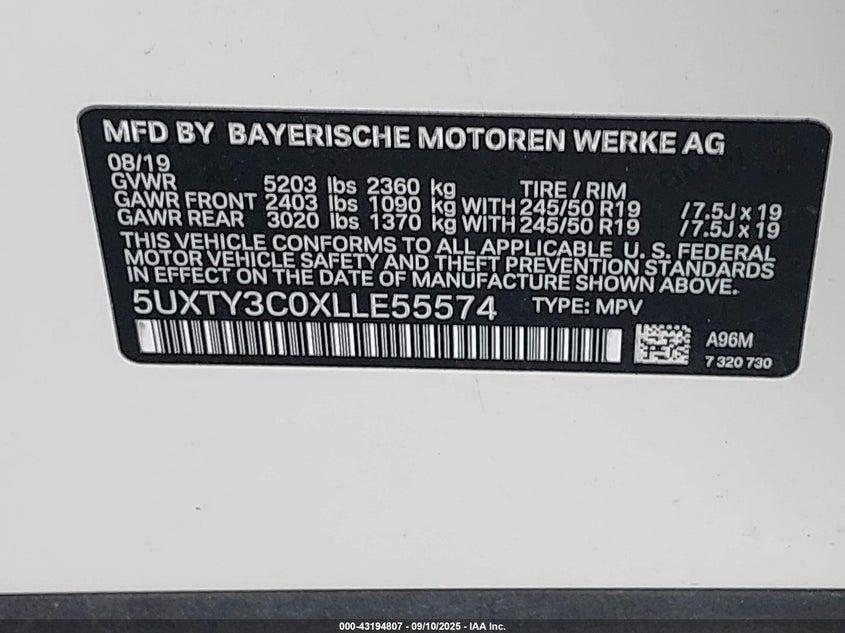 MFD BY BAYERISCHE MOTOREN WERKE AG
08/19
GVWR 5203 lbs 2360 kg TIRE / RIM
GAWR FRONT 2403 lbs 1090 kg WITH 245/50 R19 /7.5J x 19
GAWR REAR 3020 lbs 1370 kg WITH 245/50 R19 /7.5J x 19
THIS VEHICLE CONFORMS TO ALL APPLICABLE U. S. FEDERAL
MOTOR VEHICLE SAFETY AND THEFT PREVENTION STANDARDS
IN EFFECT ON THE DATE OF MANUFACTURE SHOWN ABOVE.
5UXTY3C0XLLE55574 TYPE: MPV
A96M
7 320 730
000-43194807 - 09/10/2025 - IAA Inc.